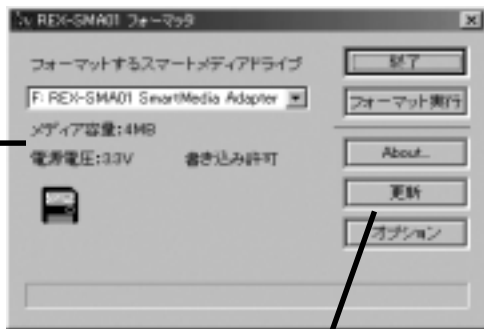 REX-SMA01 フォーマッタ
フォーマットするスマートメディアドライブ
F: REX-SMA01 SmartMedia Adapter
メディア容量:4MB
電源電圧:3.3V 書き込み許可
終了
フォーマット実行
About...
更新
オプション